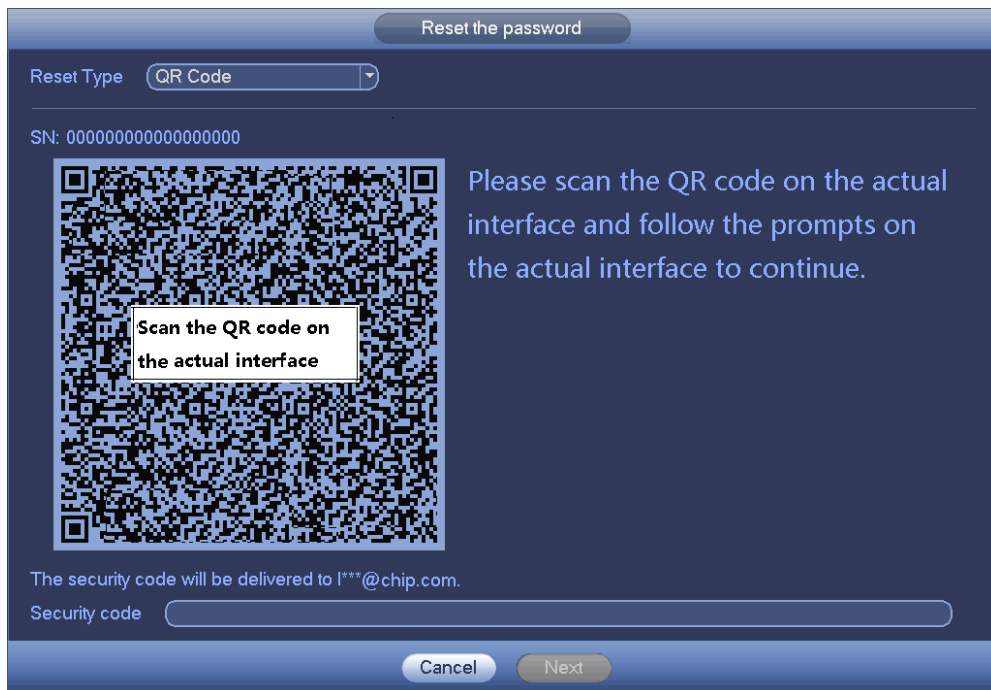 Reset the password
Reset Type QR Code
SN: 000000000000000000
Please scan the QR code on the actual
interface and follow the prompts on
the actual interface to continue.
Scan the QR code on
the actual interface
The security code will be delivered to l***@chip.com.
Security code
Cancel Next